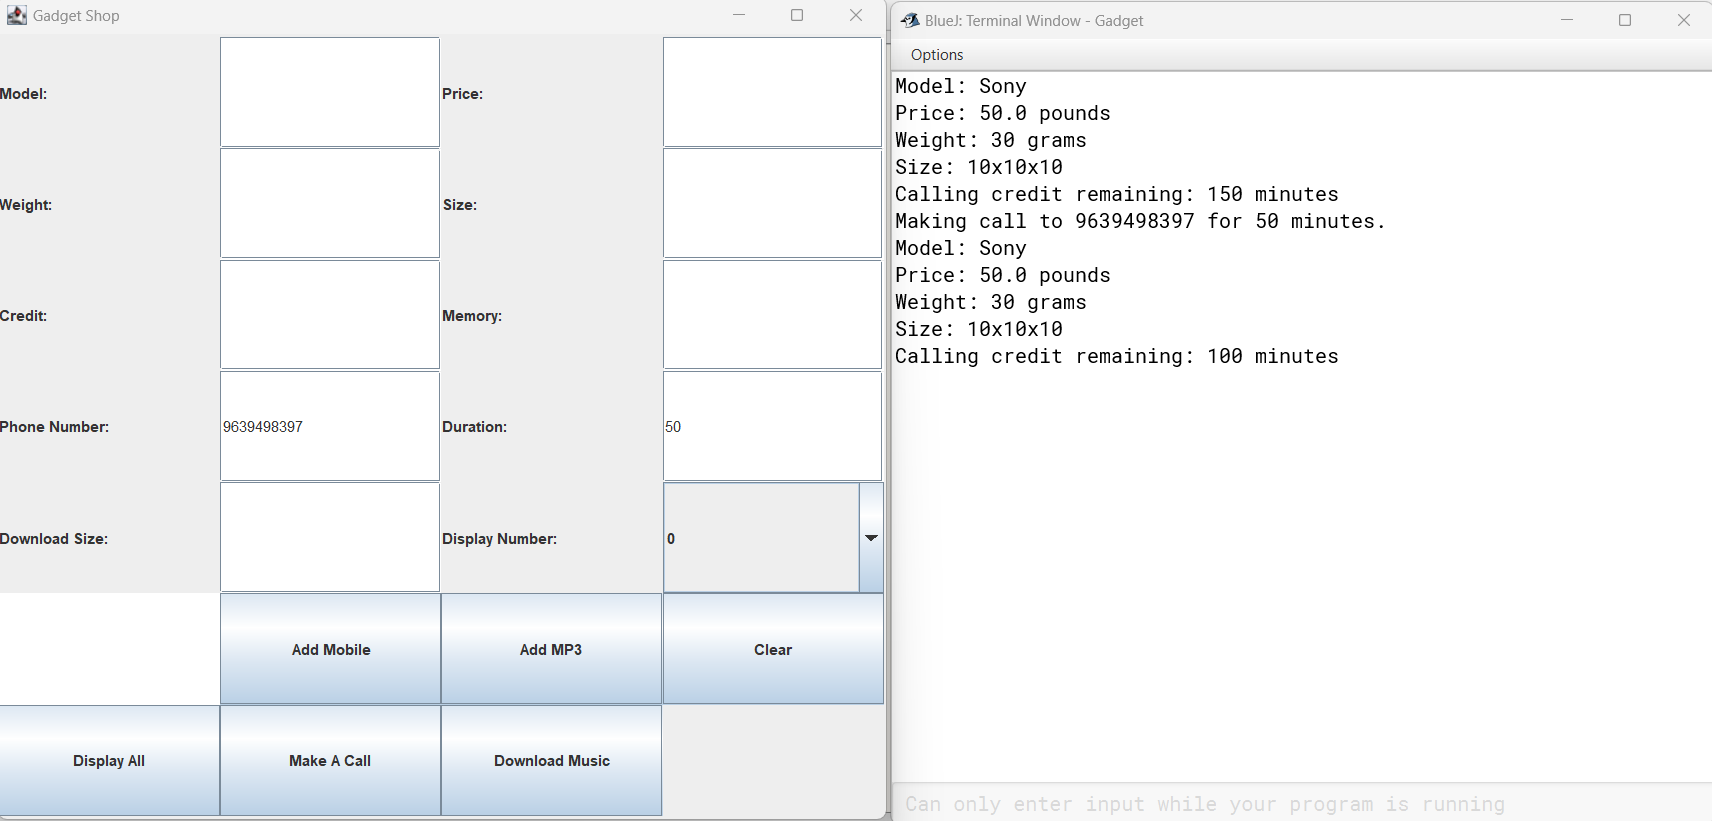 Gadget Shop
Model:
Price:
Weight:
Size:
Credit:
Memory:
Phone Number:
9639498397
Duration:
50
Download Size:
Display Number:
0
Add Mobile
Add MP3
Clear
Display All
Make A Call
Download Music
BlueJ: Terminal Window - Gadget
Options
Model: Sony
Price: 50.0 pounds
Weight: 30 grams
Size: 10x10x10
Calling credit remaining: 150 minutes
Making call to 9639498397 for 50 minutes.
Model: Sony
Price: 50.0 pounds
Weight: 30 grams
Size: 10x10x10
Calling credit remaining: 100 minutes
Can only enter input while your program is running